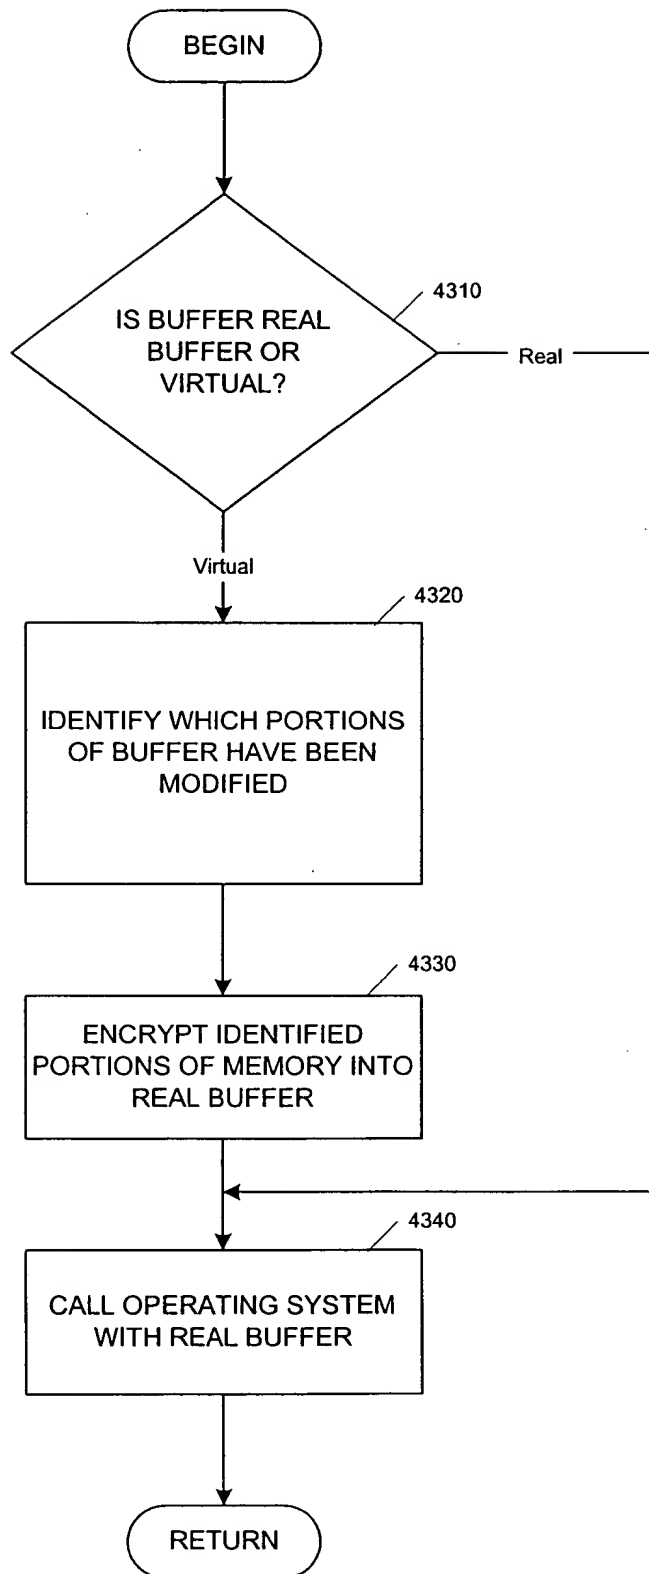 BEGIN
4310
IS BUFFER REAL
BUFFER OR
VIRTUAL?
Real
Virtual
4320
IDENTIFY WHICH PORTIONS
OF BUFFER HAVE BEEN
MODIFIED
4330
ENCRYPT IDENTIFIED
PORTIONS OF MEMORY INTO
REAL BUFFER
4340
CALL OPERATING SYSTEM
WITH REAL BUFFER
RETURN